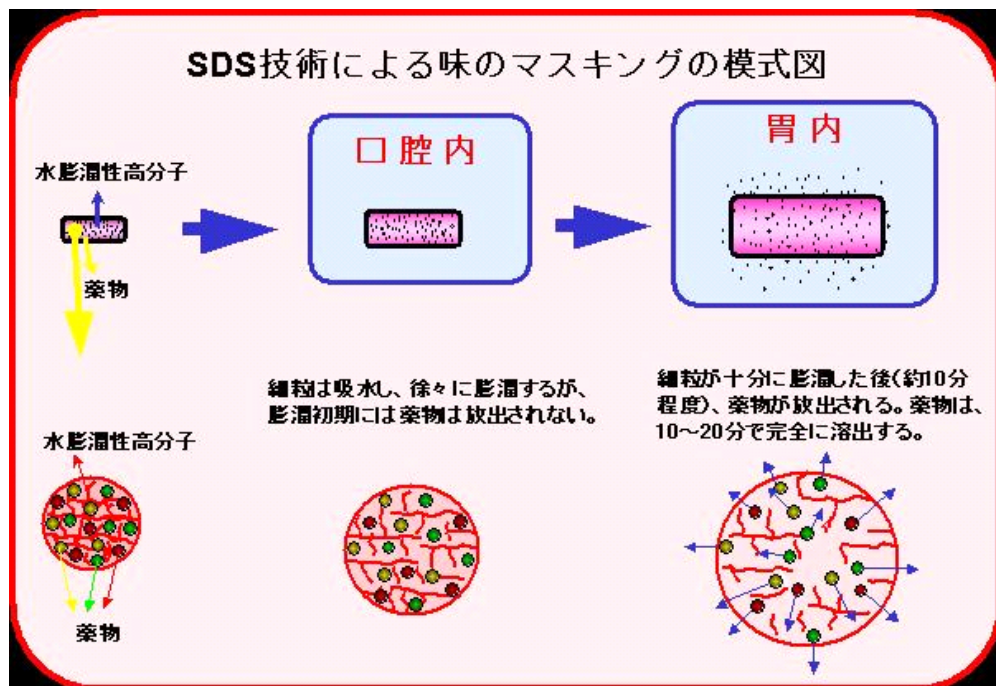 SDS技術による味のマスキングの模式図
口腔内
胃内
水膨潤性高分子
薬物
細粒は吸水し、徐々に膨潤するが、
膨潤初期には薬物は放出されない。
細粒が十分に膨潤した後(約10分
程度)、薬物が放出される。薬物は、
10～20分で完全に溶出する。
水膨潤性高分子
薬物